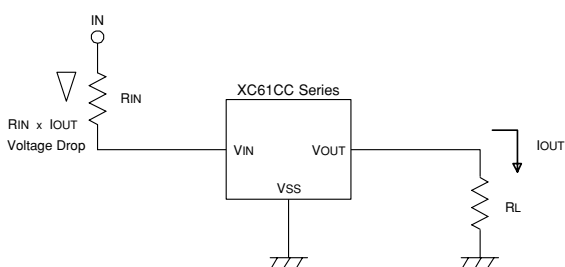 IN
XC61CC Series
RIN
RIN x IOUT
Voltage Drop
VIN
VOUT
IOUT
VSS
RL